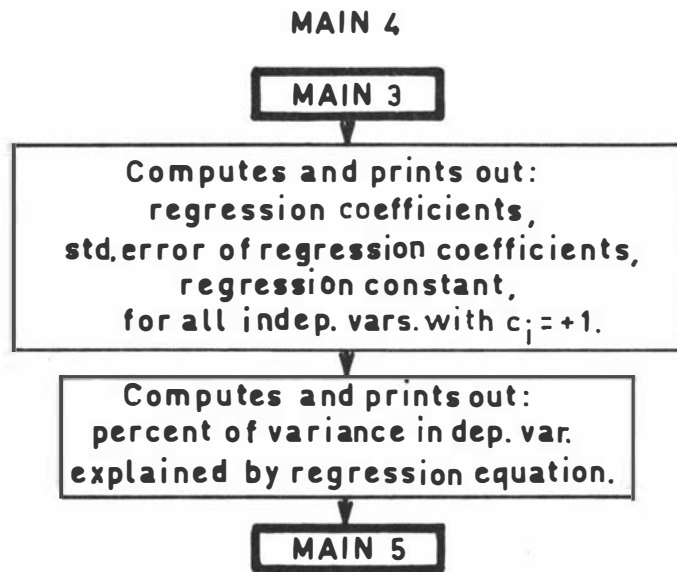 MAIN 4
MAIN 3
Computes and prints out:
regression coefficients,
std. error of regression coefficients,
regression constant,
for all indep. vars. with cⱼ = +1.
Computes and prints out:
percent of variance in dep. var.
explained by regression equation.
MAIN 5